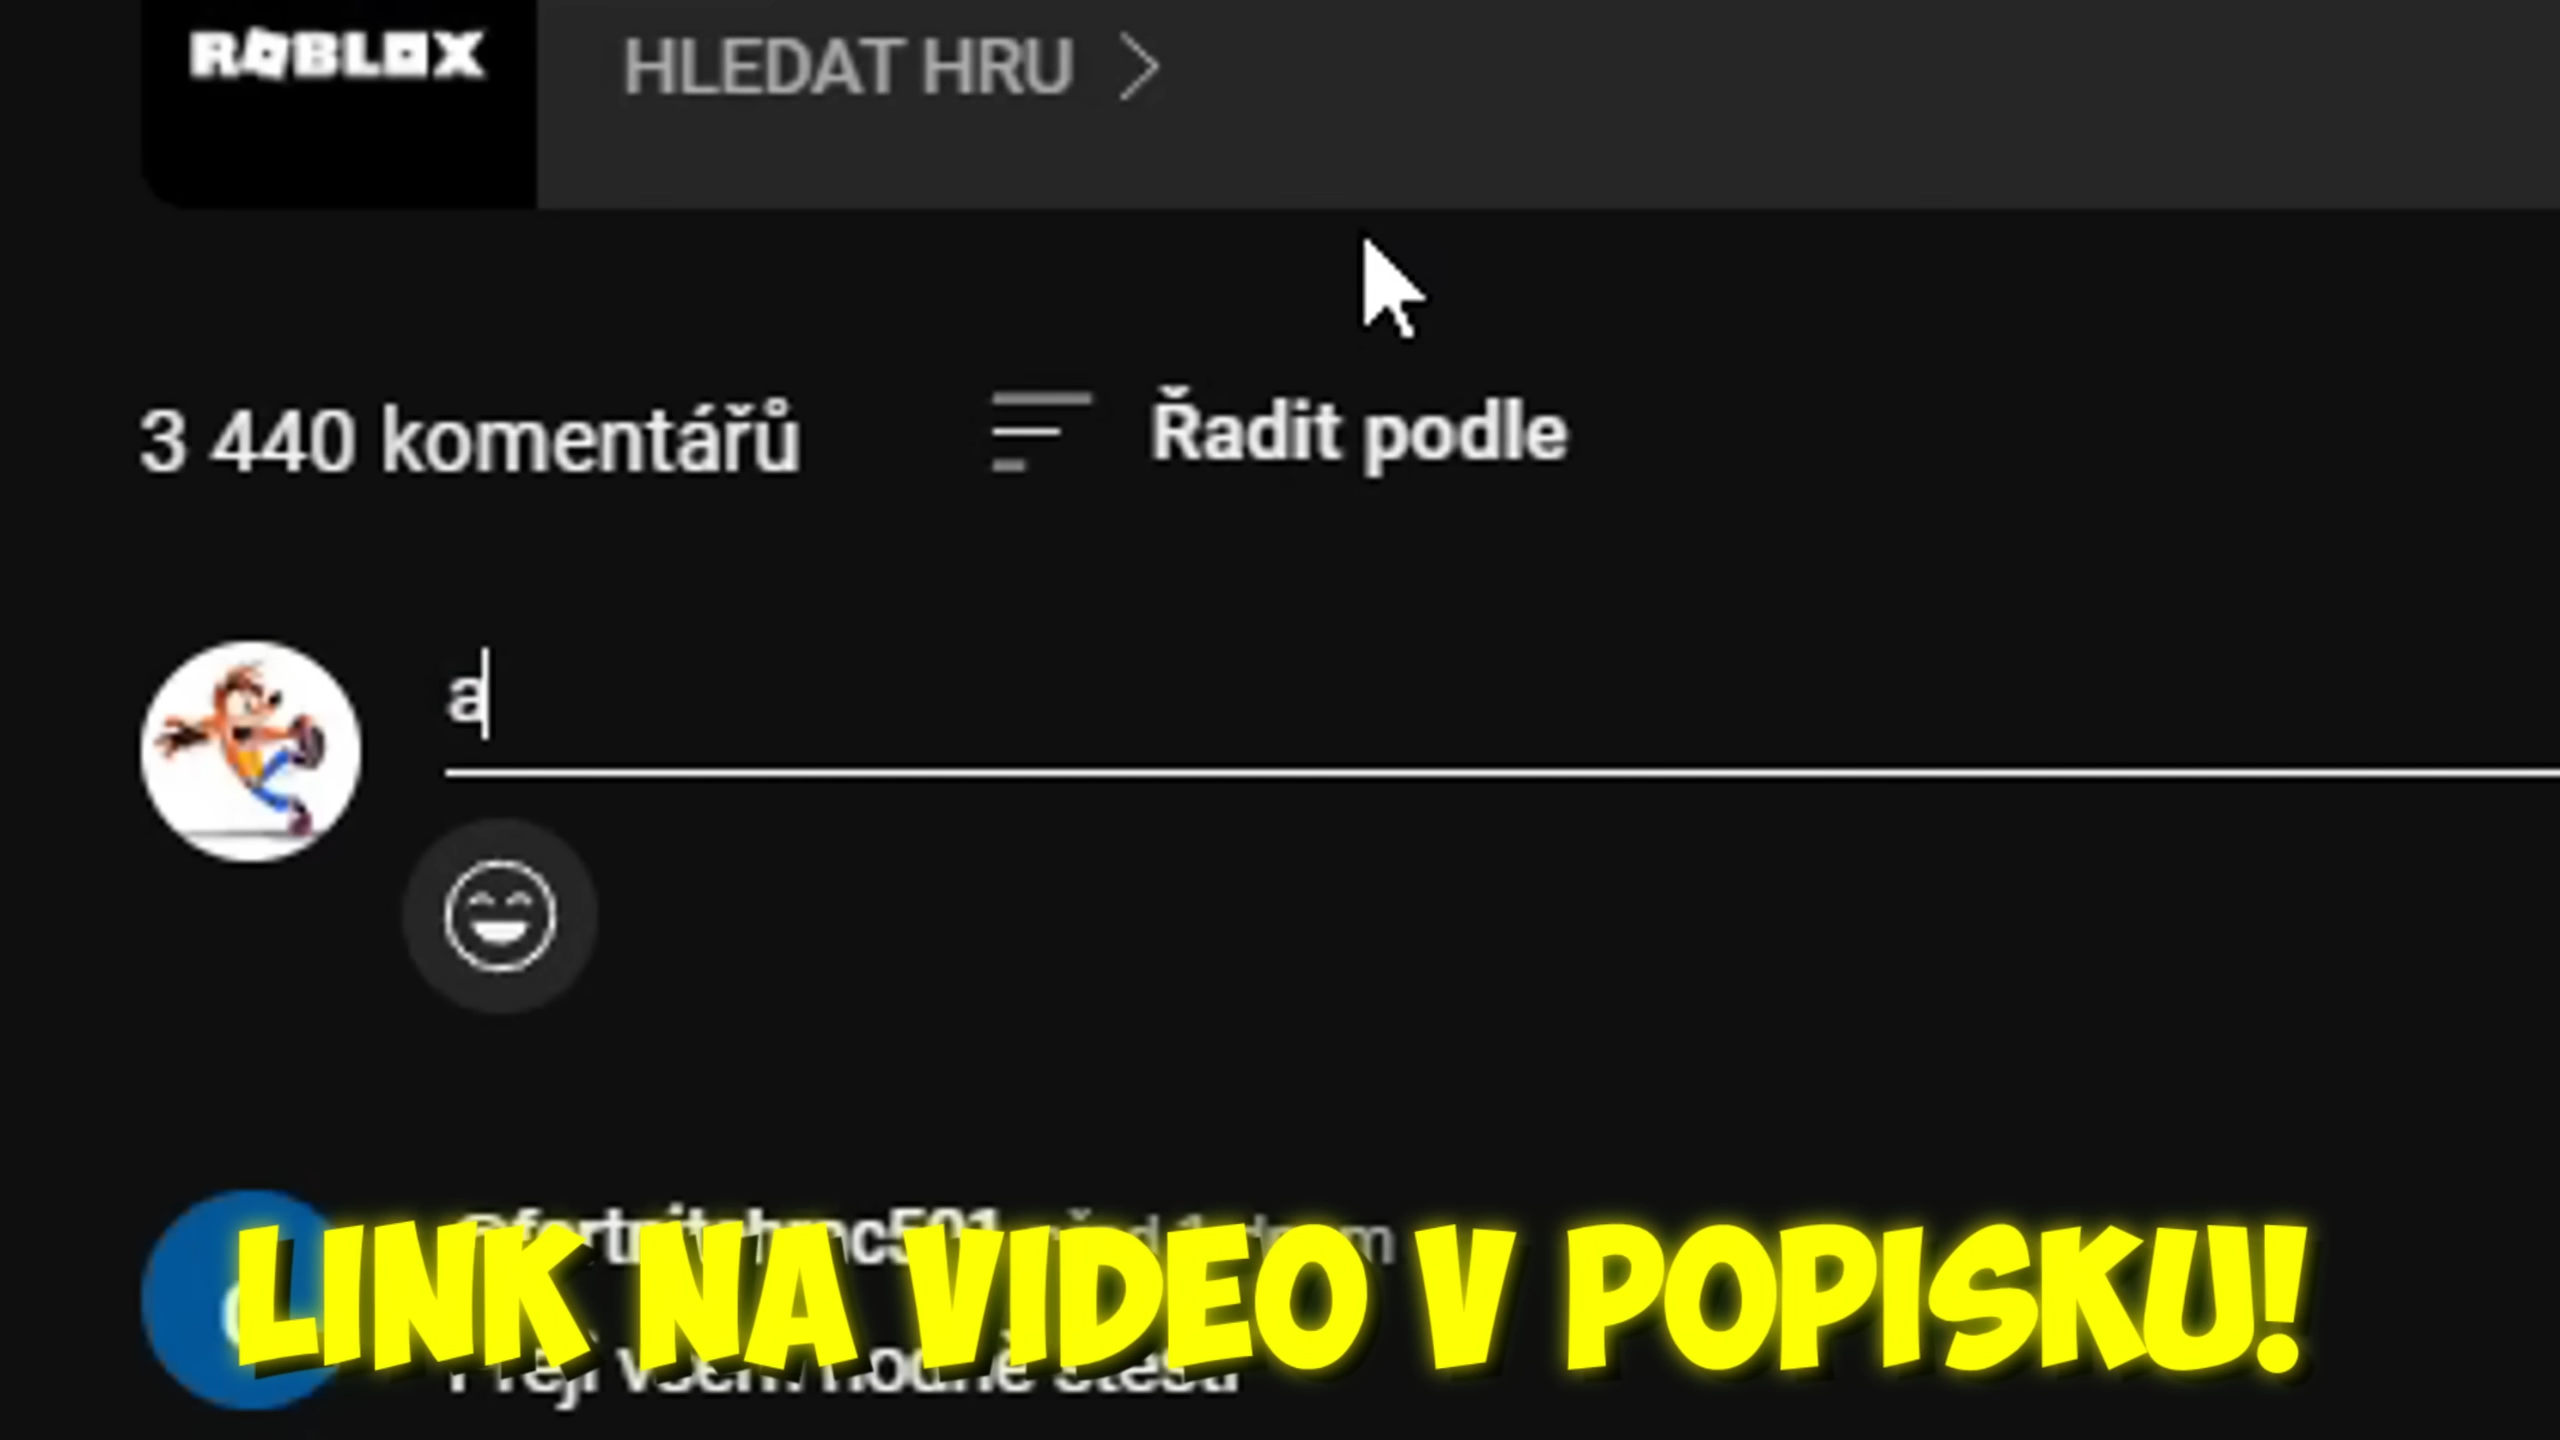 ROBLOX
HLEDAT HRU
3 440 komentářů
Řadit podle
a
LINK NA VIDEO V POPISKU!